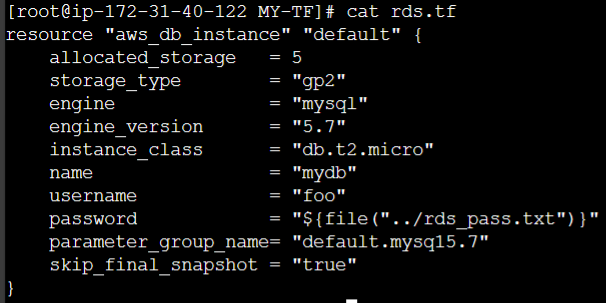 [root@ip-172-31-40-122 MY-TF]# cat rds.tf
resource "aws_db_instance" "default" {
    allocated_storage   = 5
    storage_type        = "gp2"
    engine              = "mysql"
    engine_version      = "5.7"
    instance_class      = "db.t2.micro"
    name                = "mydb"
    username            = "foo"
    password            = "${file("../rds_pass.txt")}"
    parameter_group_name= "default.mysql5.7"
    skip_final_snapshot = "true"
}